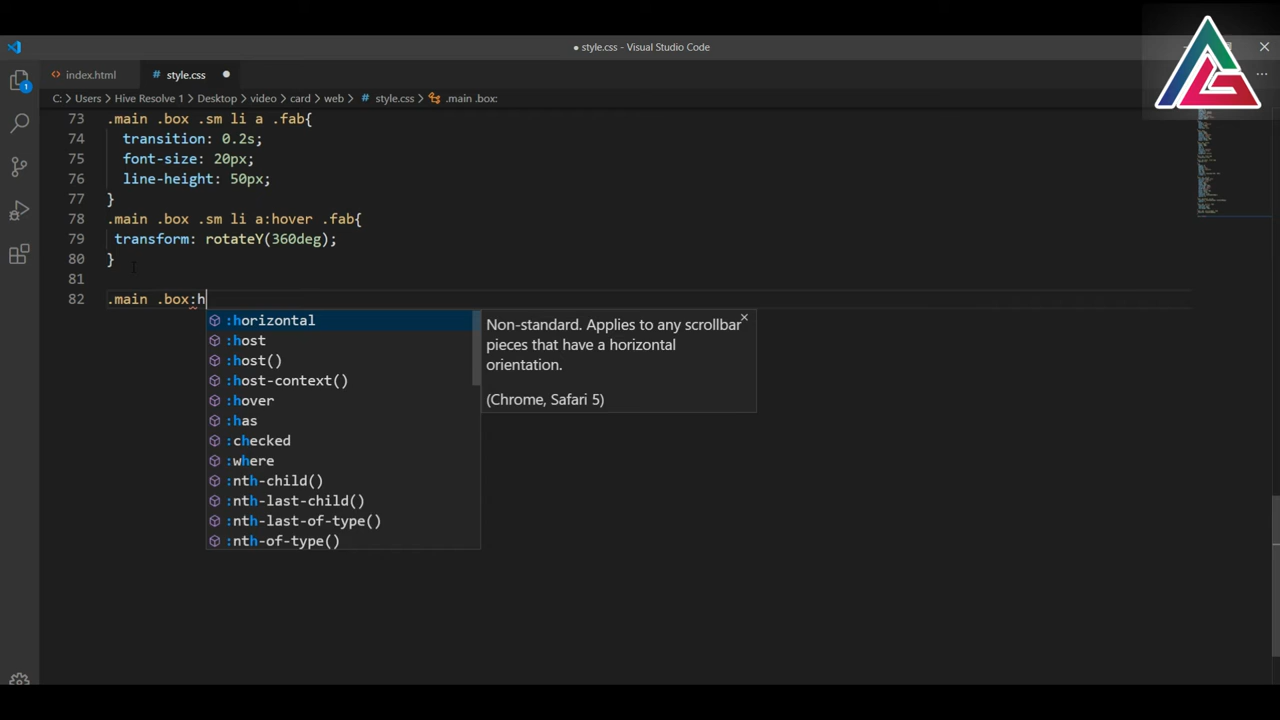 style.css - Visual Studio Code
index.html
# style.css
C: > Users > Hive Resolve 1 > Desktop > video > card > web > # style.css > .main .box:
73 .main .box .sm li a .fab{
74 transition: 0.2s;
75 font-size: 20px;
76 line-height: 50px;
77 }
78 .main .box .sm li a:hover .fab{
79 transform: rotateY(360deg);
80 }
81
82 .main .box:h
:horizontal
:host
:host()
:host-context()
:hover
:has
:checked
:where
:nth-child()
:nth-last-child()
:nth-last-of-type()
:nth-of-type()
Non-standard. Applies to any scrollbar
pieces that have a horizontal
orientation.
(Chrome, Safari 5)
1